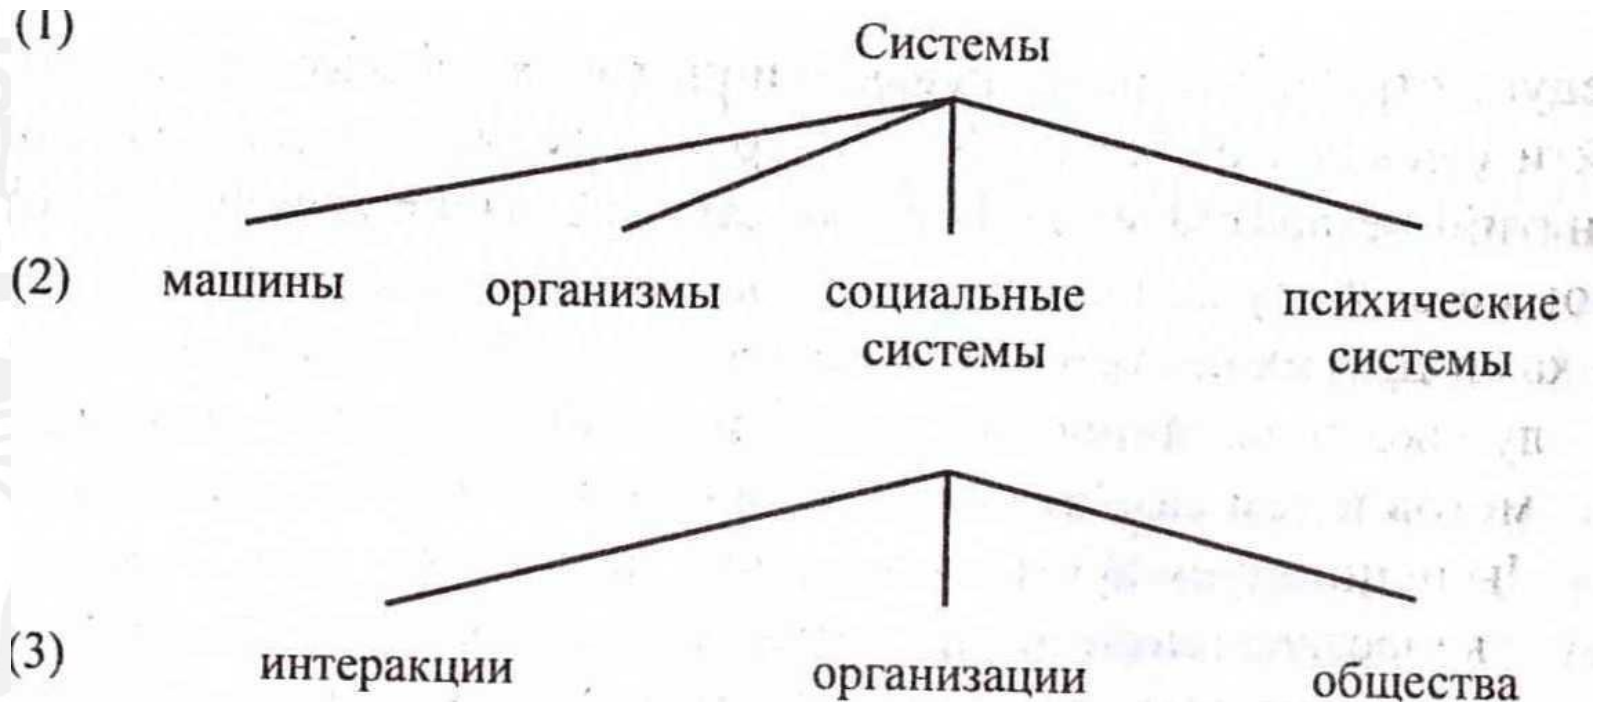 (1)
Системы
(2) машины организмы социальные психические
системы системы
(3) интеракции организации общества